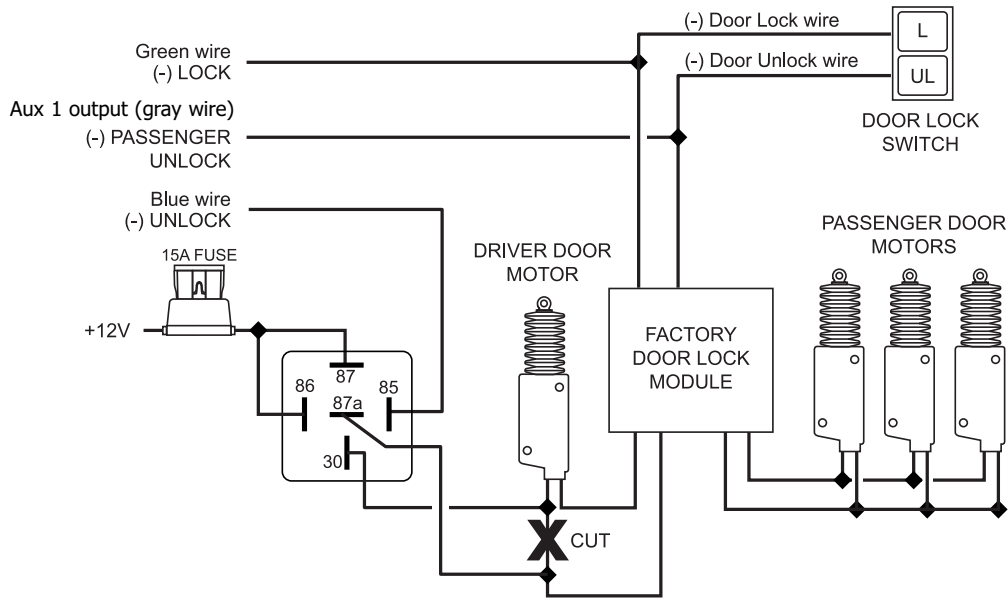 (-) Door Lock wire
L
Green wire
(-) LOCK
(-) Door Unlock wire
UL
Aux 1 output (gray wire)
(-) PASSENGER
UNLOCK
DOOR LOCK
SWITCH
Blue wire
(-) UNLOCK
15A FUSE
+12V
DRIVER DOOR
MOTOR
PASSENGER DOOR
MOTORS
FACTORY
DOOR LOCK
MODULE
87
86
85
87a
30
X CUT